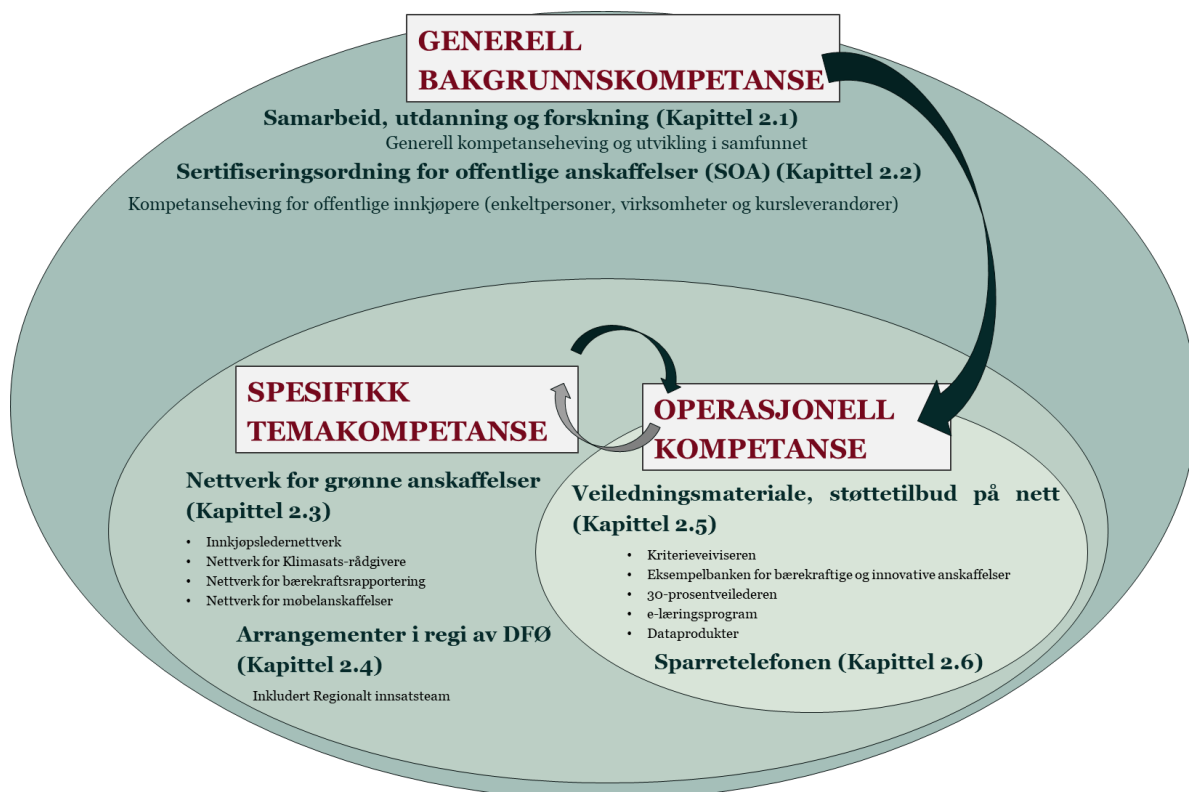 GENERELL
BAKGRUNNSKOMPETANSE
Samarbeid, utdanning og forskning (Kapittel 2.1)
Generell kompetanseheving og utvikling i samfunnet
Sertifiseringsordning for offentlige anskaffelser (SOA) (Kapittel 2.2)
Kompetanseheving for offentlige innkjøpere (enkeltpersoner, virksomheter og kursleverandører)
SPESIFIKK
TEMAKOMPETANSE
Nettverk for grønne anskaffelser
(Kapittel 2.3)
• Innkjøpsledernettverk
• Nettverk for Klimasats-rådgivere
• Nettverk for bærekraftsrapportering
• Nettverk for møbelanskaffelser
Arrangementer i regi av DFØ
(Kapittel 2.4)
Inkludert Regionalt innsatsteam
OPERASJONELL
KOMPETANSE
Veiledningsmateriale, støttetilbud på nett
(Kapittel 2.5)
• Kriterieveiviseren
• Eksempelbanken for bærekraftige og innovative anskaffelser
• 30-prosentveilederen
• e-læringsprogram
• Dataprodukter
Sparretelefonen (Kapittel 2.6)